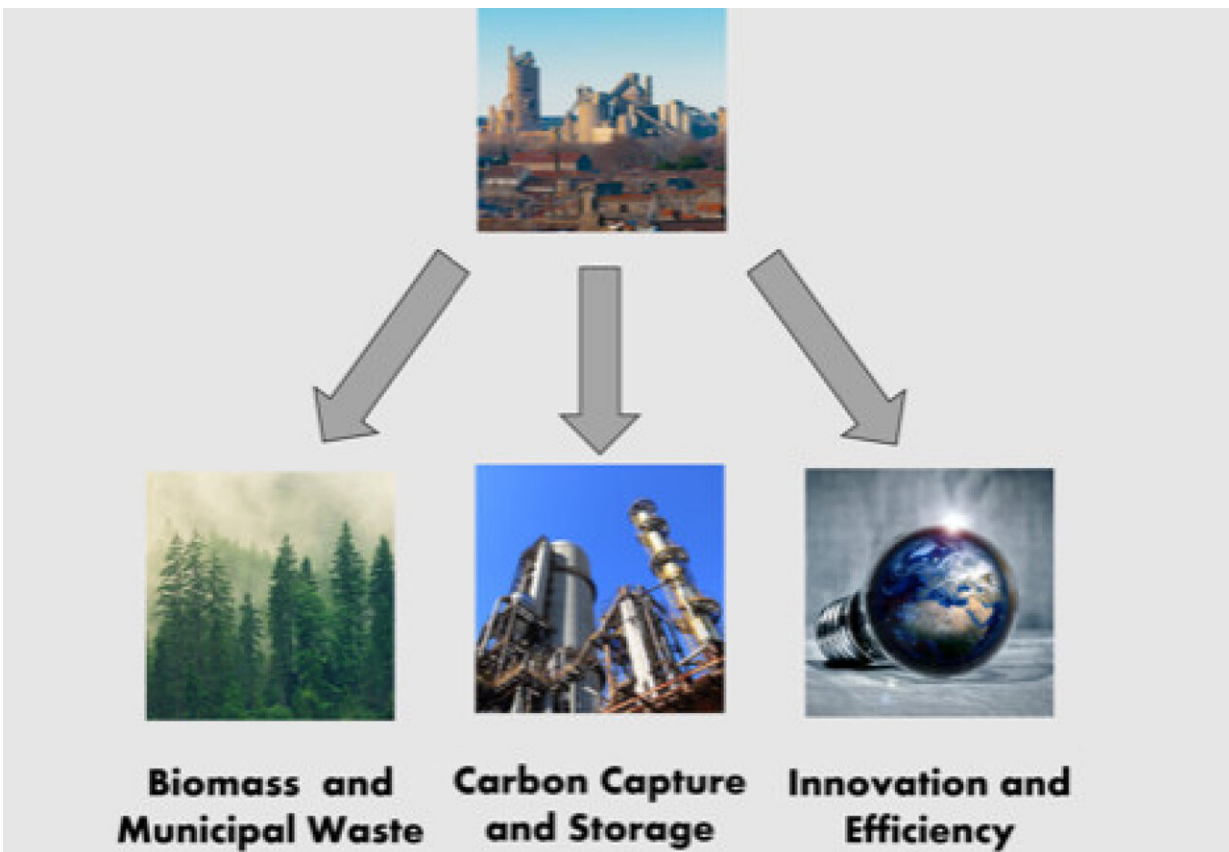 Biomass and
Municipal Waste
Carbon Capture
and Storage
Innovation and
Efficiency